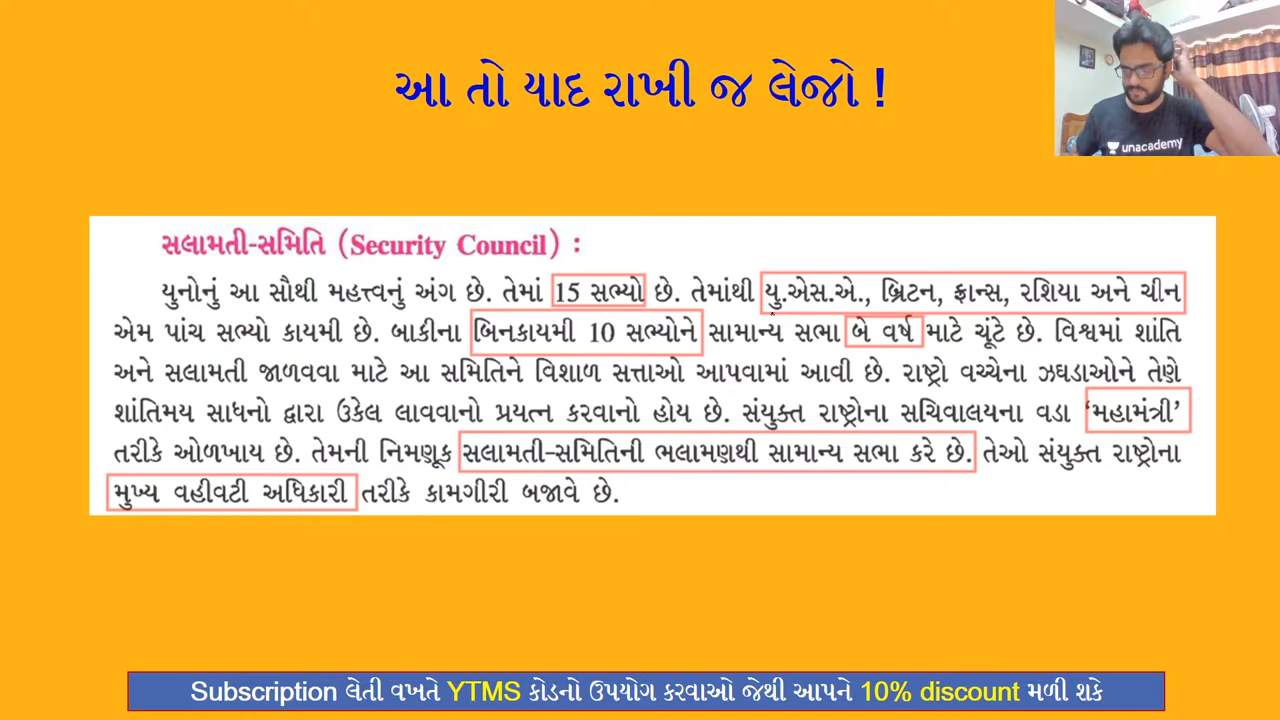 આ તો યાદ રાખી જ લેજો !
unacademy
સલામતી-સમિતિ (Security Council) :
યુનોનું આ સૌથી મહત્ત્વનું અંગ છે. તેમાં 15 સભ્યો છે. તેમાંથી યુ.એસ.એ., બ્રિટન, ફ્રાન્સ, રશિયા અને ચીન
એમ પાંચ સભ્યો કાયમી છે. બાકીના બિનકાયમી 10 સભ્યોને સામાન્ય સભા બે વર્ષ માટે ચૂંટે છે. વિશ્વમાં શાંતિ
અને સલામતી જાળવવા માટે આ સમિતિને વિશાળ સત્તાઓ આપવામાં આવી છે. રાષ્ટ્રો વચ્ચેના ઝઘડાઓને તેણે
શાંતિમય સાધનો દ્વારા ઉકેલ લાવવાનો પ્રયત્ન કરવાનો હોય છે. સંયુક્ત રાષ્ટ્રોના સચિવાલયના વડા ‘મહામંત્રી’
તરીકે ઓળખાય છે. તેમની નિમણૂક સલામતી-સમિતિની ભલામણથી સામાન્ય સભા કરે છે. તેઓ સંયુક્ત રાષ્ટ્રોના
મુખ્ય વહીવટી અધિકારી તરીકે કામગીરી બજાવે છે.
Subscription લેતી વખતે YTMS કોડનો ઉપયોગ કરવાઓ જેથી આપને 10% discount મળી શકે